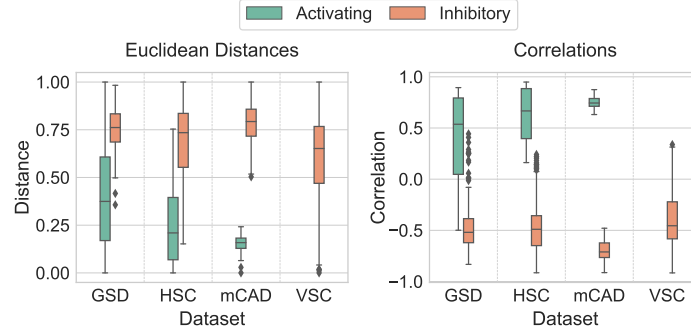 Activating Inhibitory
Euclidean Distances
Distance
1.00
0.75
0.50
0.25
0.00
GSD HSC mCAD VSC
Dataset
Correlations
Correlation
1.0
0.5
0.0
−0.5
−1.0
GSD HSC mCAD VSC
Dataset